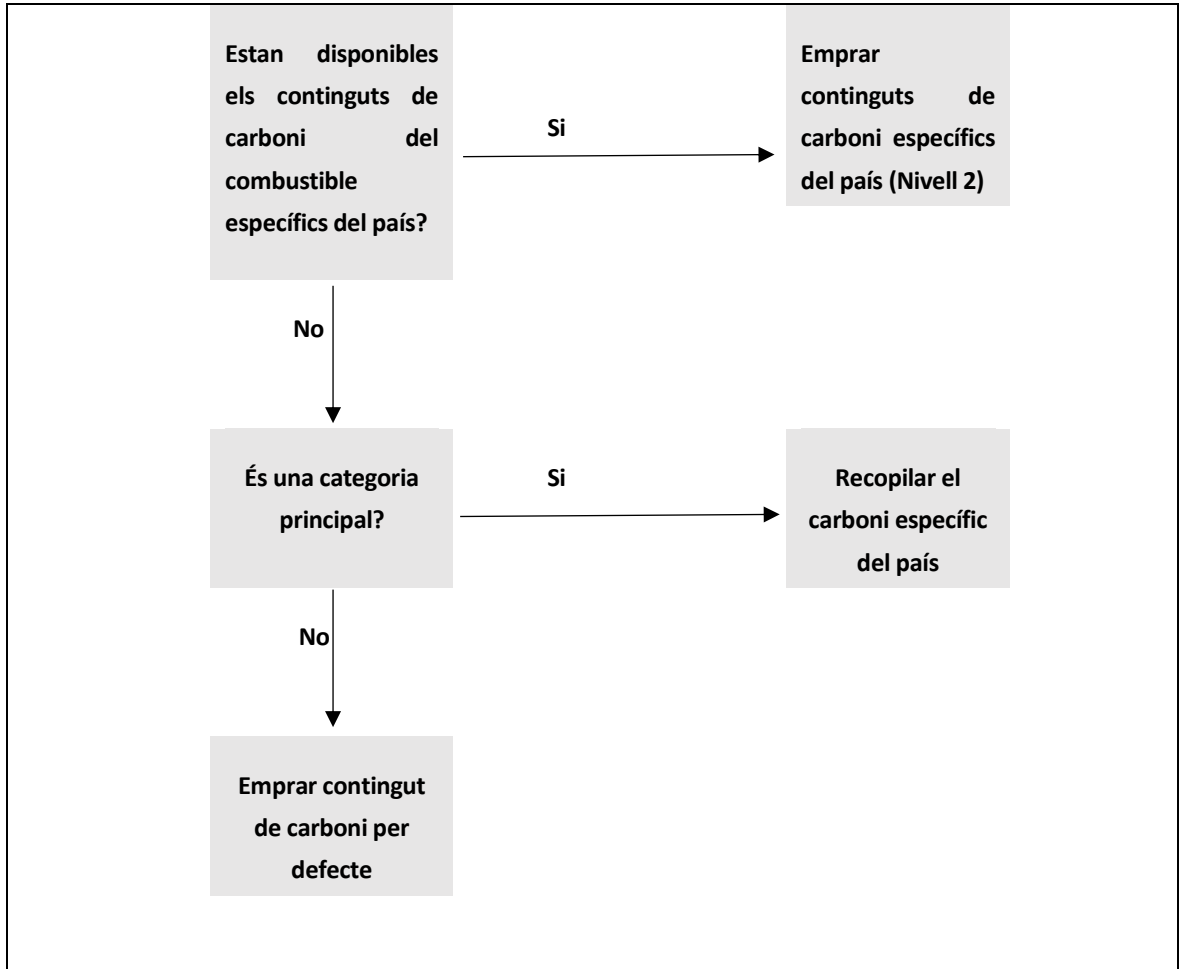 Estan disponibles
els continguts de
carboni del
combustible
específics del país?
Si
Emprar
continguts de
carboni específics
del país (Nivell 2)
No
És una categoria
principal?
Si
Recopilar el
carboni específic
del país
No
Emprar contingut
de carboni per
defecte